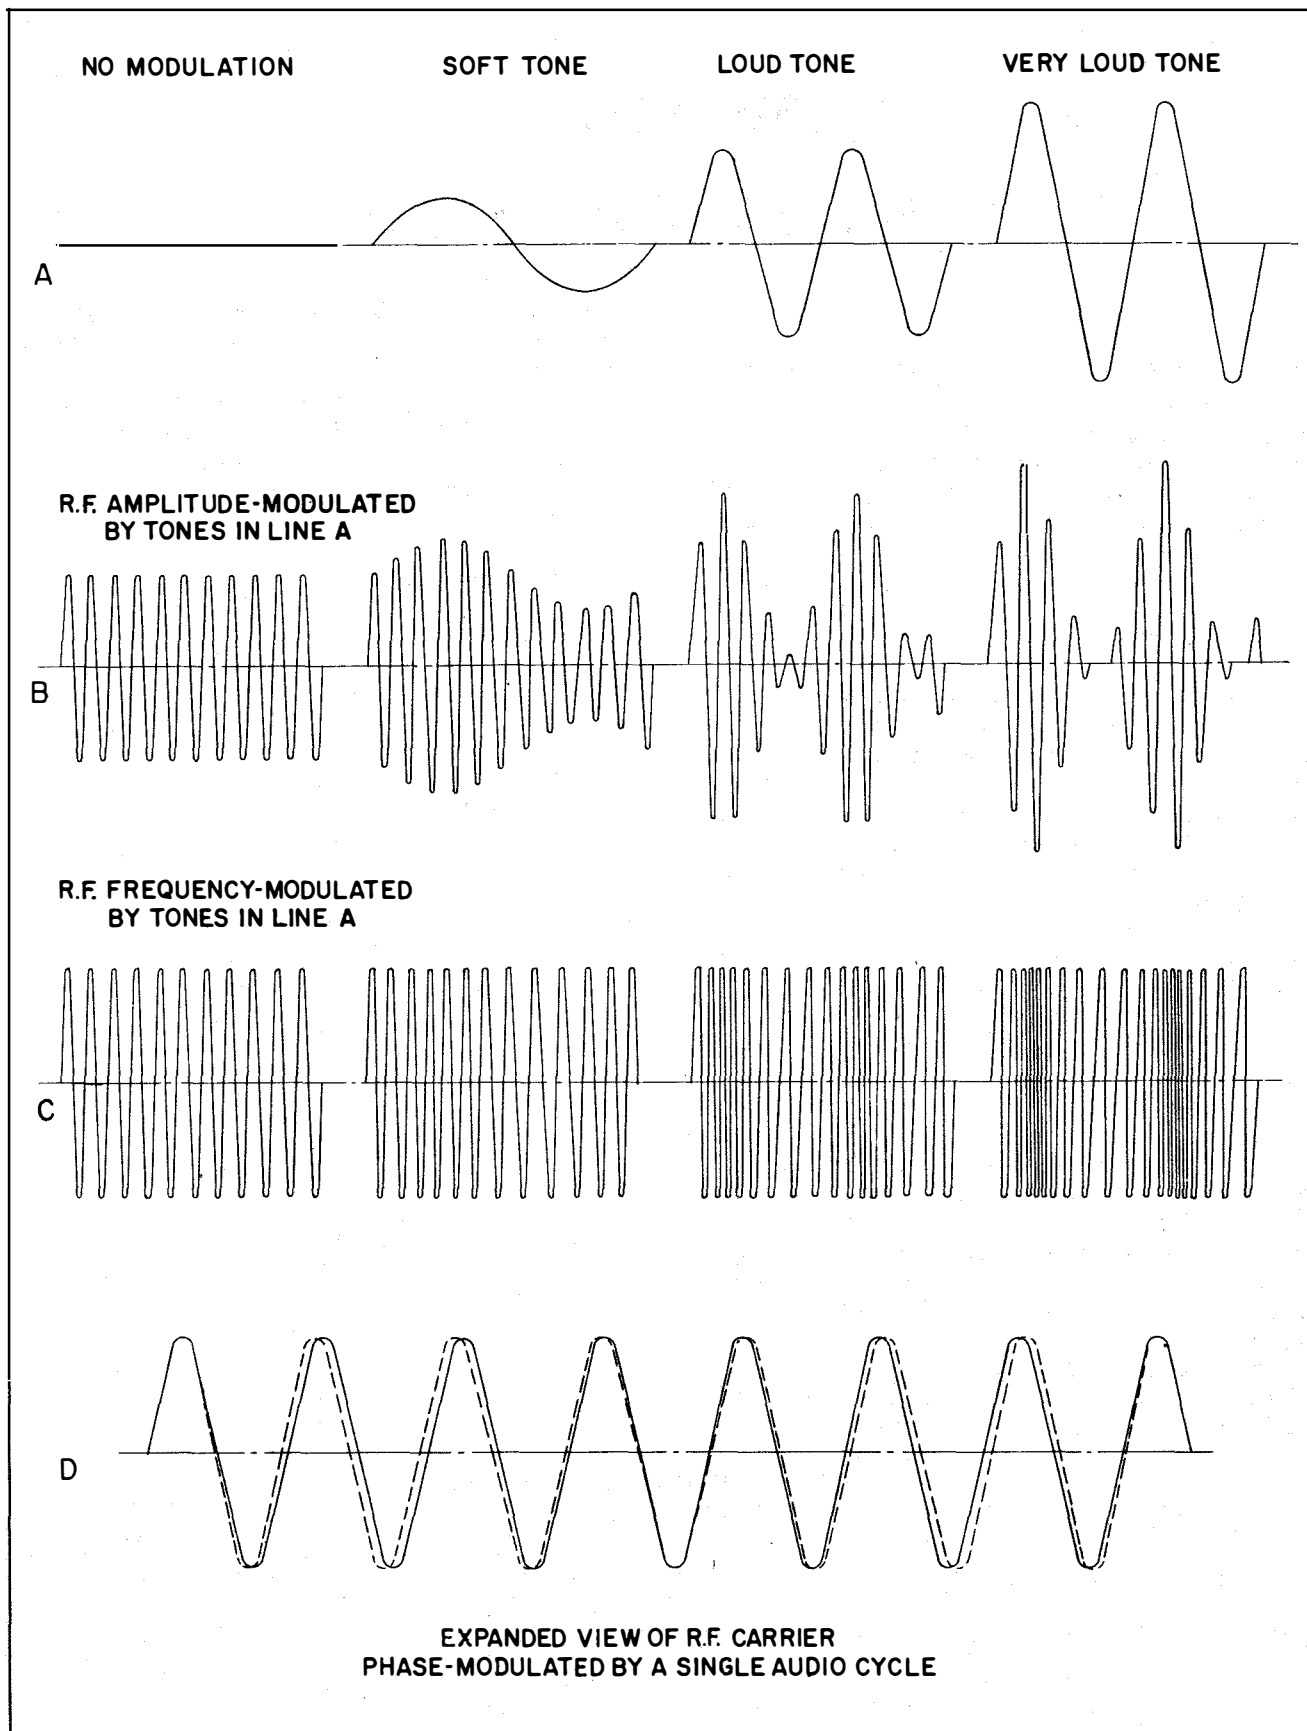 NO MODULATION
SOFT TONE
LOUD TONE
VERY LOUD TONE
A
R.F. AMPLITUDE-MODULATED
BY TONES IN LINE A
B
R.F. FREQUENCY-MODULATED
BY TONES IN LINE A
C
D
EXPANDED VIEW OF R.F. CARRIER
PHASE-MODULATED BY A SINGLE AUDIO CYCLE